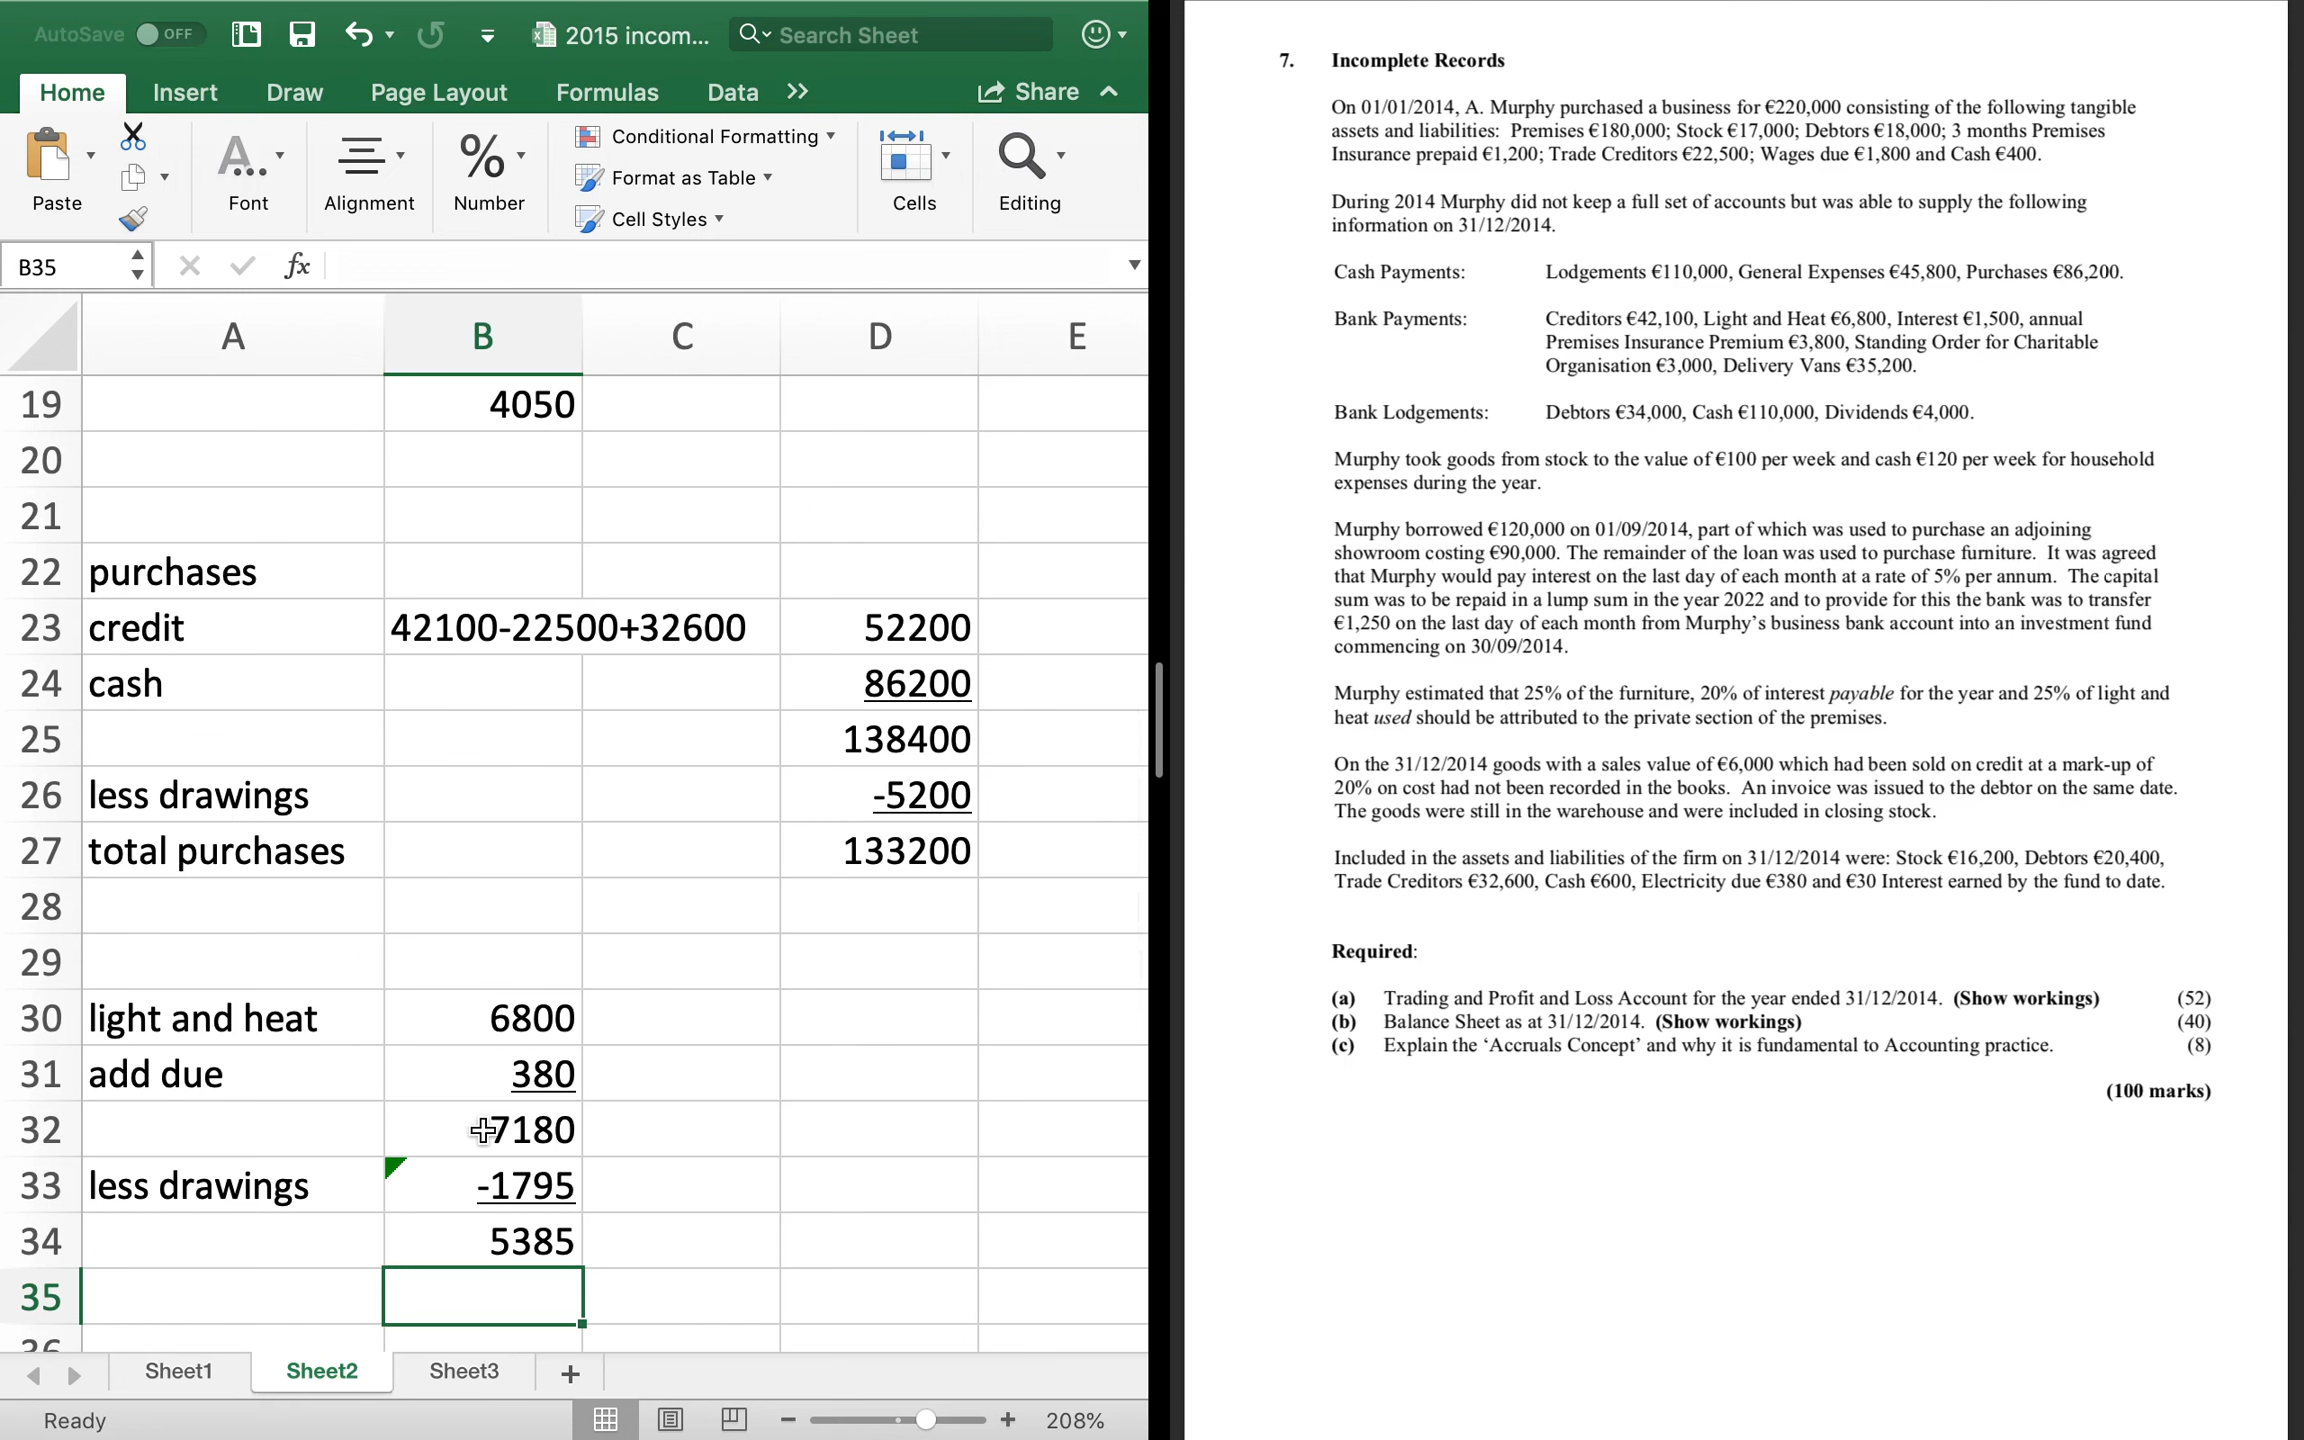 AutoSave OFF 2015 incom... Search Sheet
Home Insert Draw Page Layout Formulas Data Share
Paste Font Alignment % Number Conditional Formatting Format as Table Cell Styles Cells Editing
B35 fx
A B C D E
19 4050
20
21
22 purchases
23 credit 42100-22500+32600 52200
24 cash 86200
25 138400
26 less drawings -5200
27 total purchases 133200
28
29
30 light and heat 6800
31 add due 380
32 7180
33 less drawings -1795
34 5385
35
36
Sheet1 Sheet2 Sheet3 +
Ready 208%
7. Incomplete Records
On 01/01/2014, A. Murphy purchased a business for €220,000 consisting of the following tangible
assets and liabilities: Premises €180,000; Stock €17,000; Debtors €18,000; 3 months Premises
Insurance prepaid €1,200; Trade Creditors €22,500; Wages due €1,800 and Cash €400.
During 2014 Murphy did not keep a full set of accounts but was able to supply the following
information on 31/12/2014.
Cash Payments: Lodgements €110,000, General Expenses €45,800, Purchases €86,200.
Bank Payments: Creditors €42,100, Light and Heat €6,800, Interest €1,500, annual
Premises Insurance Premium €3,800, Standing Order for Charitable
Organisation €3,000, Delivery Vans €35,200.
Bank Lodgements: Debtors €34,000, Cash €110,000, Dividends €4,000.
Murphy took goods from stock to the value of €100 per week and cash €120 per week for household
expenses during the year.
Murphy borrowed €120,000 on 01/09/2014, part of which was used to purchase an adjoining
showroom costing €90,000. The remainder of the loan was used to purchase furniture. It was agreed
that Murphy would pay interest on the last day of each month at a rate of 5% per annum. The capital
sum was to be repaid in a lump sum in the year 2022 and to provide for this the bank was to transfer
€1,250 on the last day of each month from Murphy’s business bank account into an investment fund
commencing on 30/09/2014.
Murphy estimated that 25% of the furniture, 20% of interest payable for the year and 25% of light and
heat used should be attributed to the private section of the premises.
On the 31/12/2014 goods with a sales value of €6,000 which had been sold on credit at a mark-up of
20% on cost had not been recorded in the books. An invoice was issued to the debtor on the same date.
The goods were still in the warehouse and were included in closing stock.
Included in the assets and liabilities of the firm on 31/12/2014 were: Stock €16,200, Debtors €20,400,
Trade Creditors €32,600, Cash €600, Electricity due €380 and €30 Interest earned by the fund to date.
Required:
(a) Trading and Profit and Loss Account for the year ended 31/12/2014. (Show workings) (52)
(b) Balance Sheet as at 31/12/2014. (Show workings) (40)
(c) Explain the ‘Accruals Concept’ and why it is fundamental to Accounting practice. (8)
(100 marks)